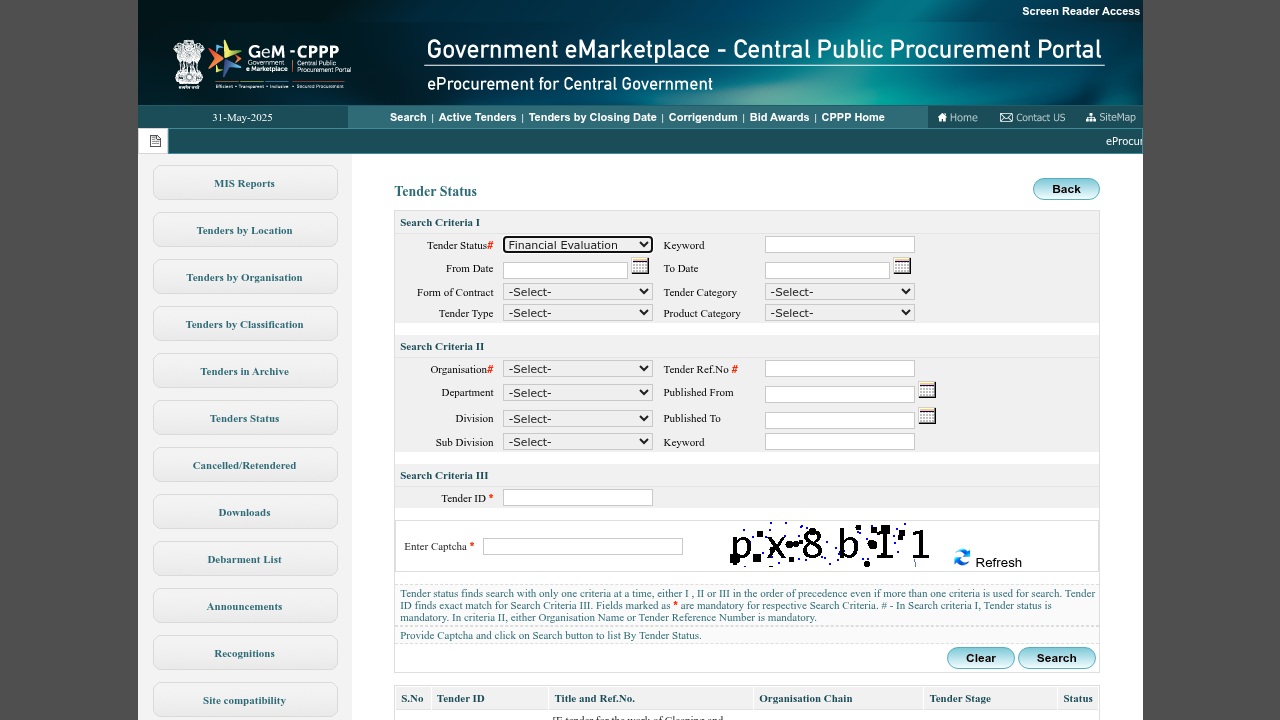 Screen Reader Access
GeM -CPPP
Government e Marketplace | Central Public Procurement Portal
Efficient • Transparent • Inclusive • Secured Procurement
सत्यमेव जयते
Government eMarketplace - Central Public Procurement Portal
eProcurement for Central Government
31-May-2025
Search | Active Tenders | Tenders by Closing Date | Corrigendum | Bid Awards | CPPP Home
Home Contact US SiteMap
eProcur
MIS Reports
Tenders by Location
Tenders by Organisation
Tenders by Classification
Tenders in Archive
Tenders Status
Cancelled/Retendered
Downloads
Debarment List
Announcements
Recognitions
Site compatibility
Tender Status
Back
Search Criteria I
Tender Status# Financial Evaluation Keyword
From Date To Date
Form of Contract -Select- Tender Category -Select-
Tender Type -Select- Product Category -Select-
Search Criteria II
Organisation# -Select- Tender Ref.No #
Department -Select- Published From
Division -Select- Published To
Sub Division -Select- Keyword
Search Criteria III
Tender ID *
Enter Captcha * Refresh
Tender status finds search with only one criteria at a time, either I , II or III in the order of precedence even if more than one criteria is used for search. Tender
ID finds exact match for Search Criteria III. Fields marked as * are mandatory for respective Search Criteria. # - In Search criteria I, Tender status is
mandatory. In criteria II, either Organisation Name or Tender Reference Number is mandatory.
Provide Captcha and click on Search button to list By Tender Status.
Clear Search
S.No Tender ID Title and Ref.No. Organisation Chain Tender Stage Status